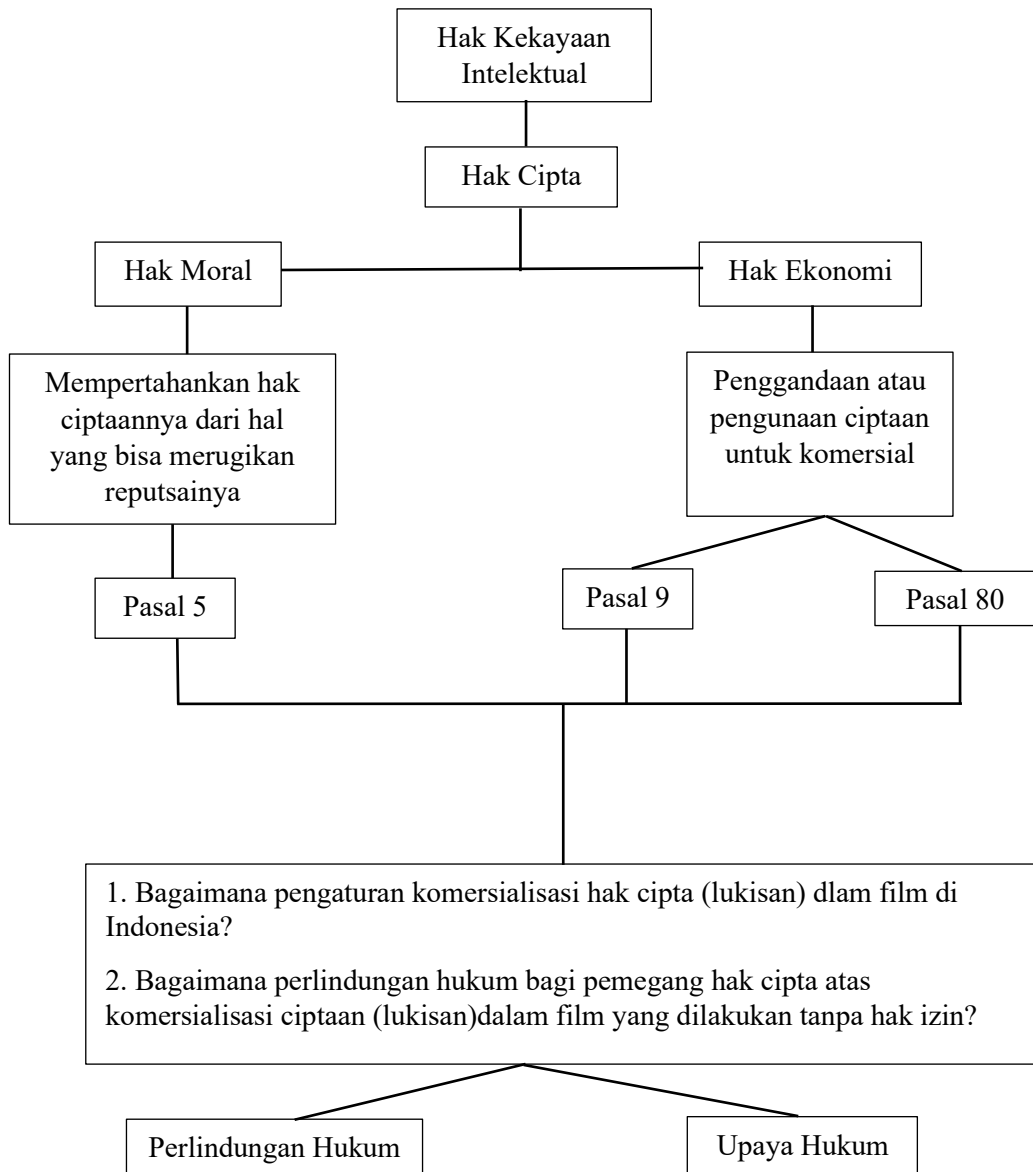 Hak Kekayaan
Intelektual
Hak Cipta
Hak Moral
Hak Ekonomi
Mempertahankan hak
ciptaannya dari hal
yang bisa merugikan
reputsainya
Penggandaan atau
pengunaan ciptaan
untuk komersial
Pasal 5
Pasal 9
Pasal 80
1. Bagaimana pengaturan komersialisasi hak cipta (lukisan) dlam film di
Indonesia?
2. Bagaimana perlindungan hukum bagi pemegang hak cipta atas
komersialisasi ciptaan (lukisan)dalam film yang dilakukan tanpa hak izin?
Perlindungan Hukum
Upaya Hukum